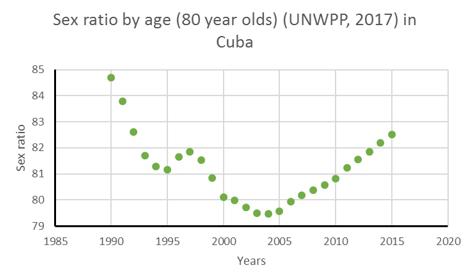 Sex ratio by age (80 year olds) (UNWPP, 2017) in
Cuba
85
84
83
82
81
80
79
Sex ratio
1985 1990 1995 2000 2005 2010 2015 2020
Years